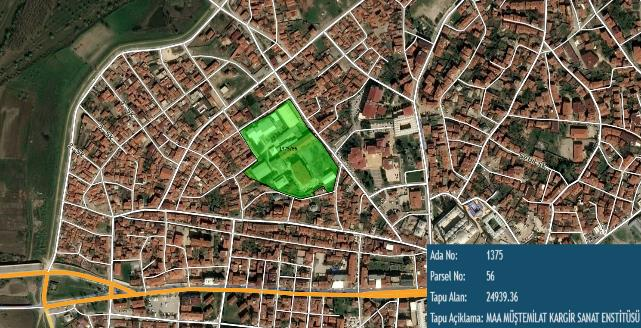 Ada No: 1375
Parsel No: 56
Tapu Alan: 24939.36
Tapu Açıklama: MAA MÜŞTEMİLAT KARGİR SANAT ENSTİTÜSÜ